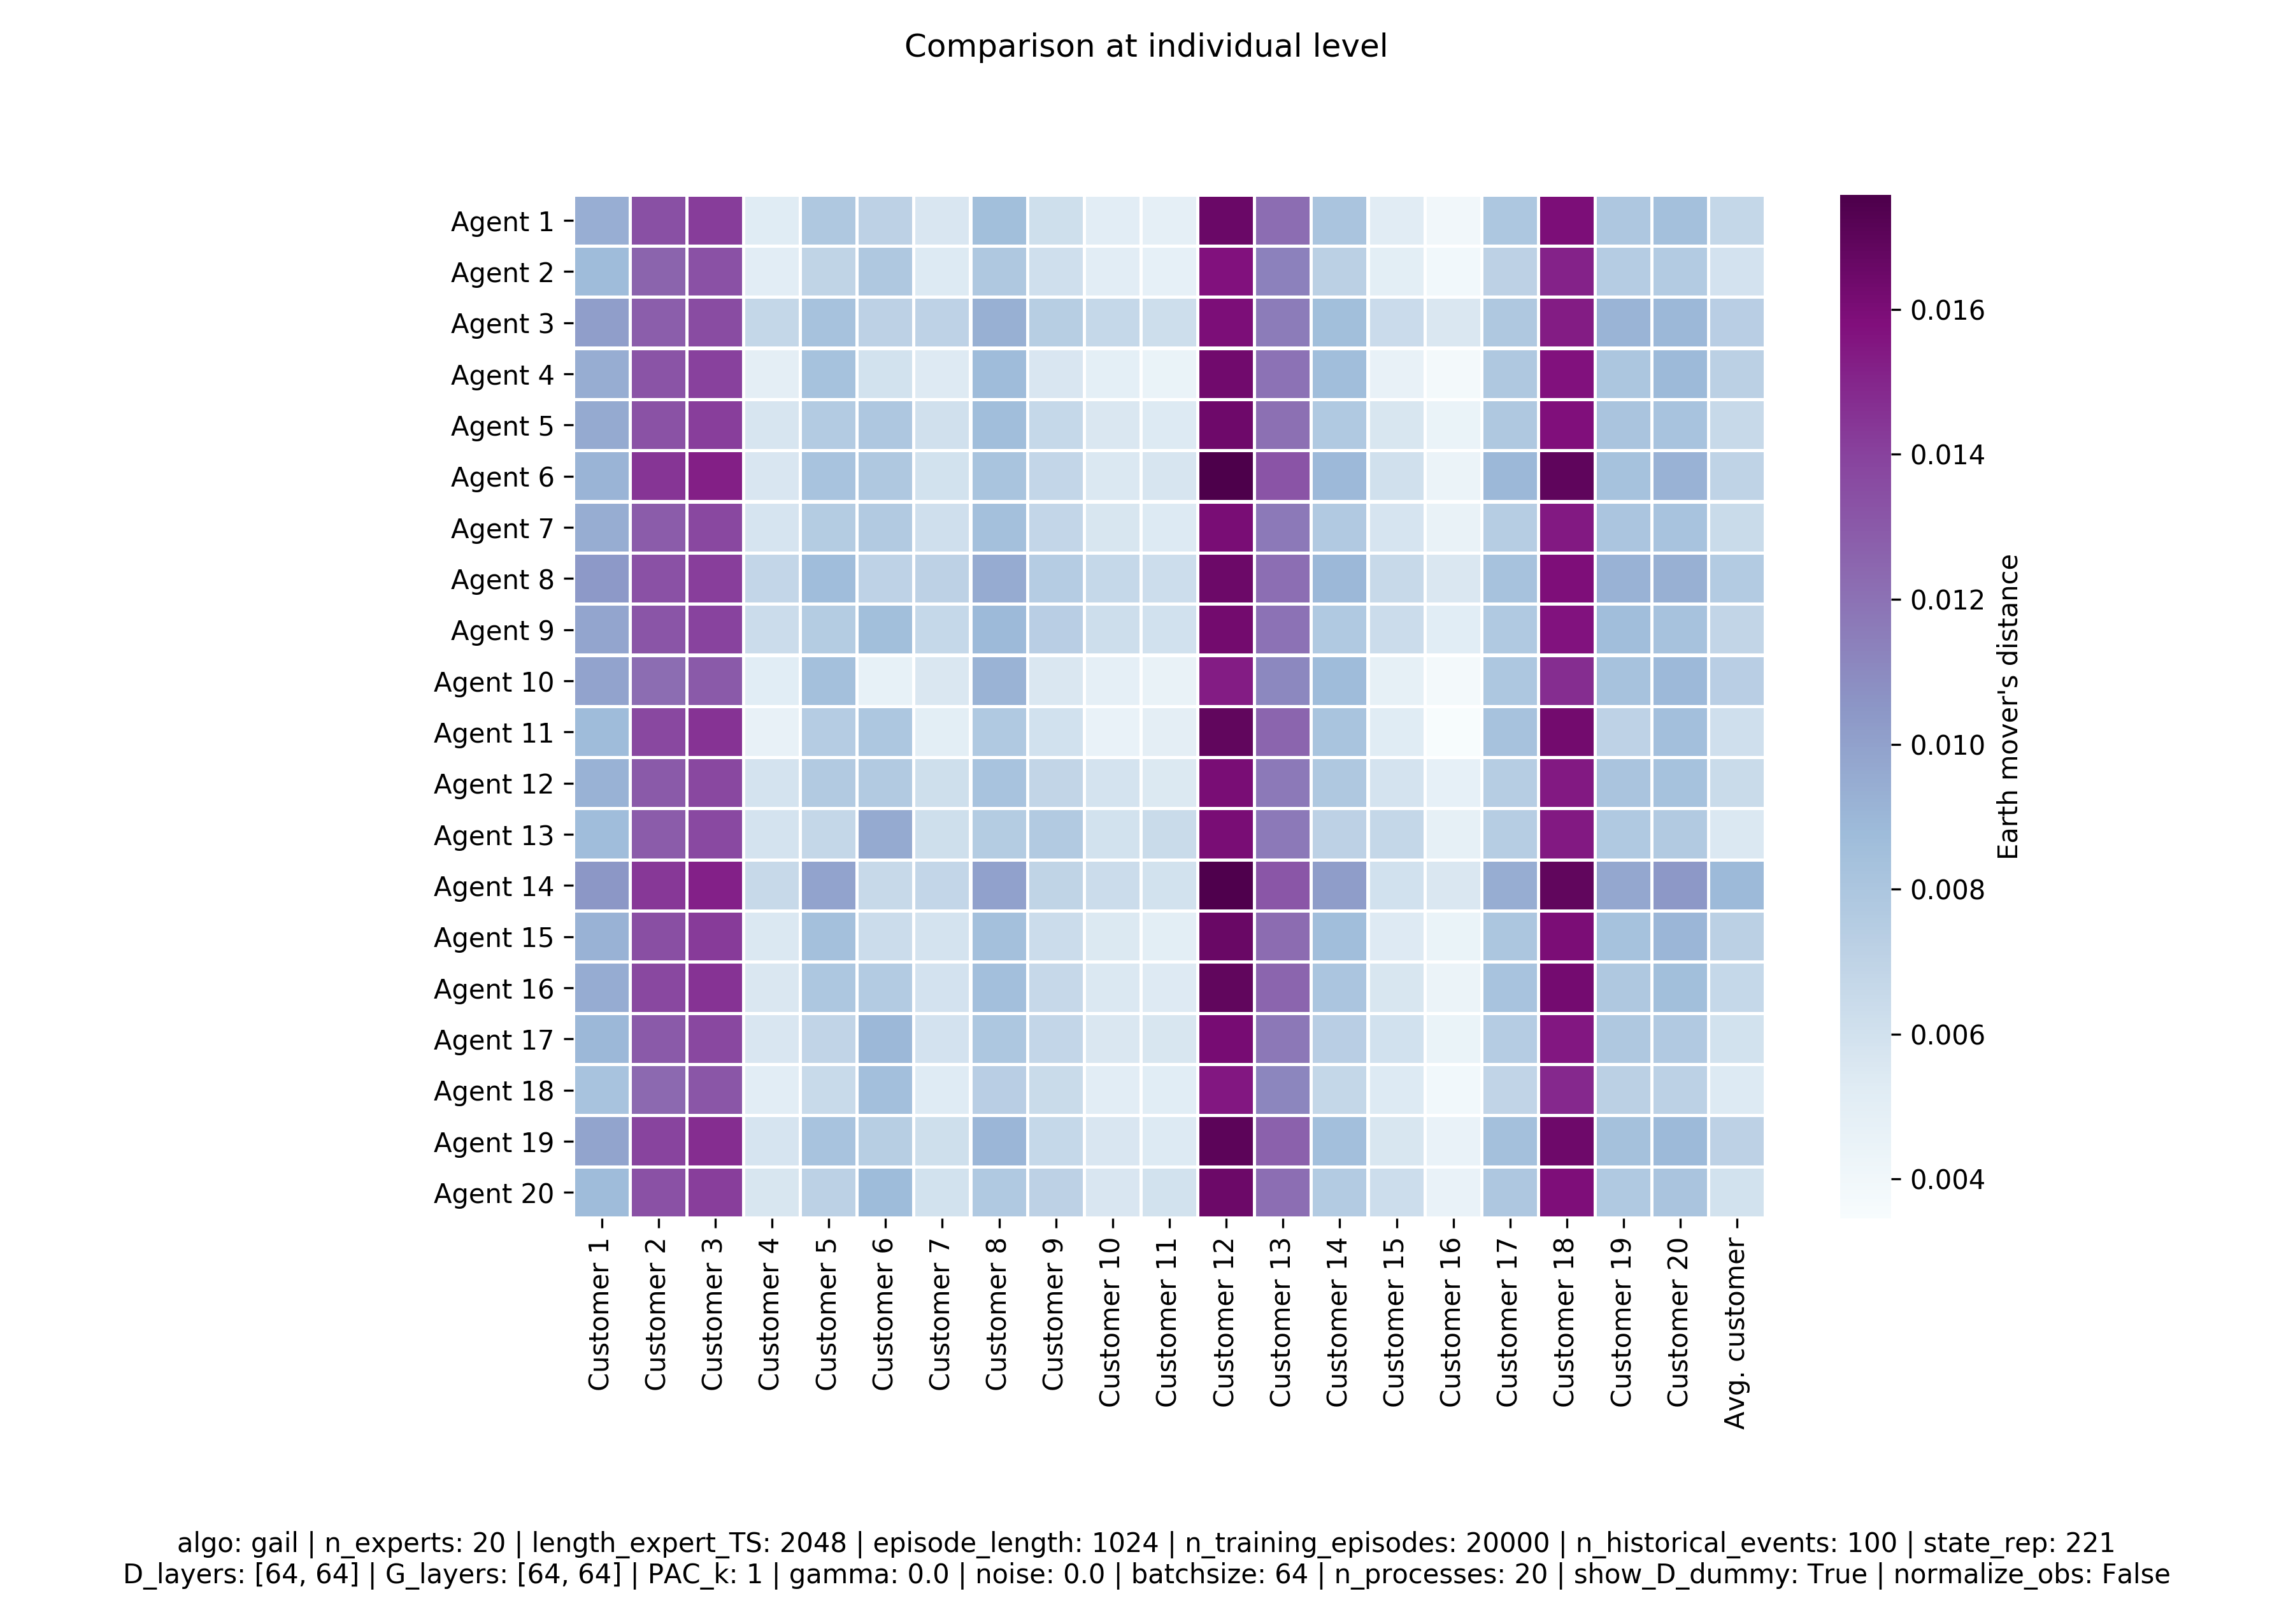 Comparison at individual level
Agent 1
Agent 2
Agent 3
Agent 4
Agent 5
Agent 6
Agent 7
Agent 8
Agent 9
Agent 10
Agent 11
Agent 12
Agent 13
Agent 14
Agent 15
Agent 16
Agent 17
Agent 18
Agent 19
Agent 20
Customer 1
Customer 2
Customer 3
Customer 4
Customer 5
Customer 6
Customer 7
Customer 8
Customer 9
Customer 10
Customer 11
Customer 12
Customer 13
Customer 14
Customer 15
Customer 16
Customer 17
Customer 18
Customer 19
Customer 20
Avg. customer
0.016
0.014
0.012
0.010
0.008
0.006
0.004
Earth mover's distance
algo: gail | n_experts: 20 | length_expert_TS: 2048 | episode_length: 1024 | n_training_episodes: 20000 | n_historical_events: 100 | state_rep: 221
D_layers: [64, 64] | G_layers: [64, 64] | PAC_k: 1 | gamma: 0.0 | noise: 0.0 | batchsize: 64 | n_processes: 20 | show_D_dummy: True | normalize_obs: False